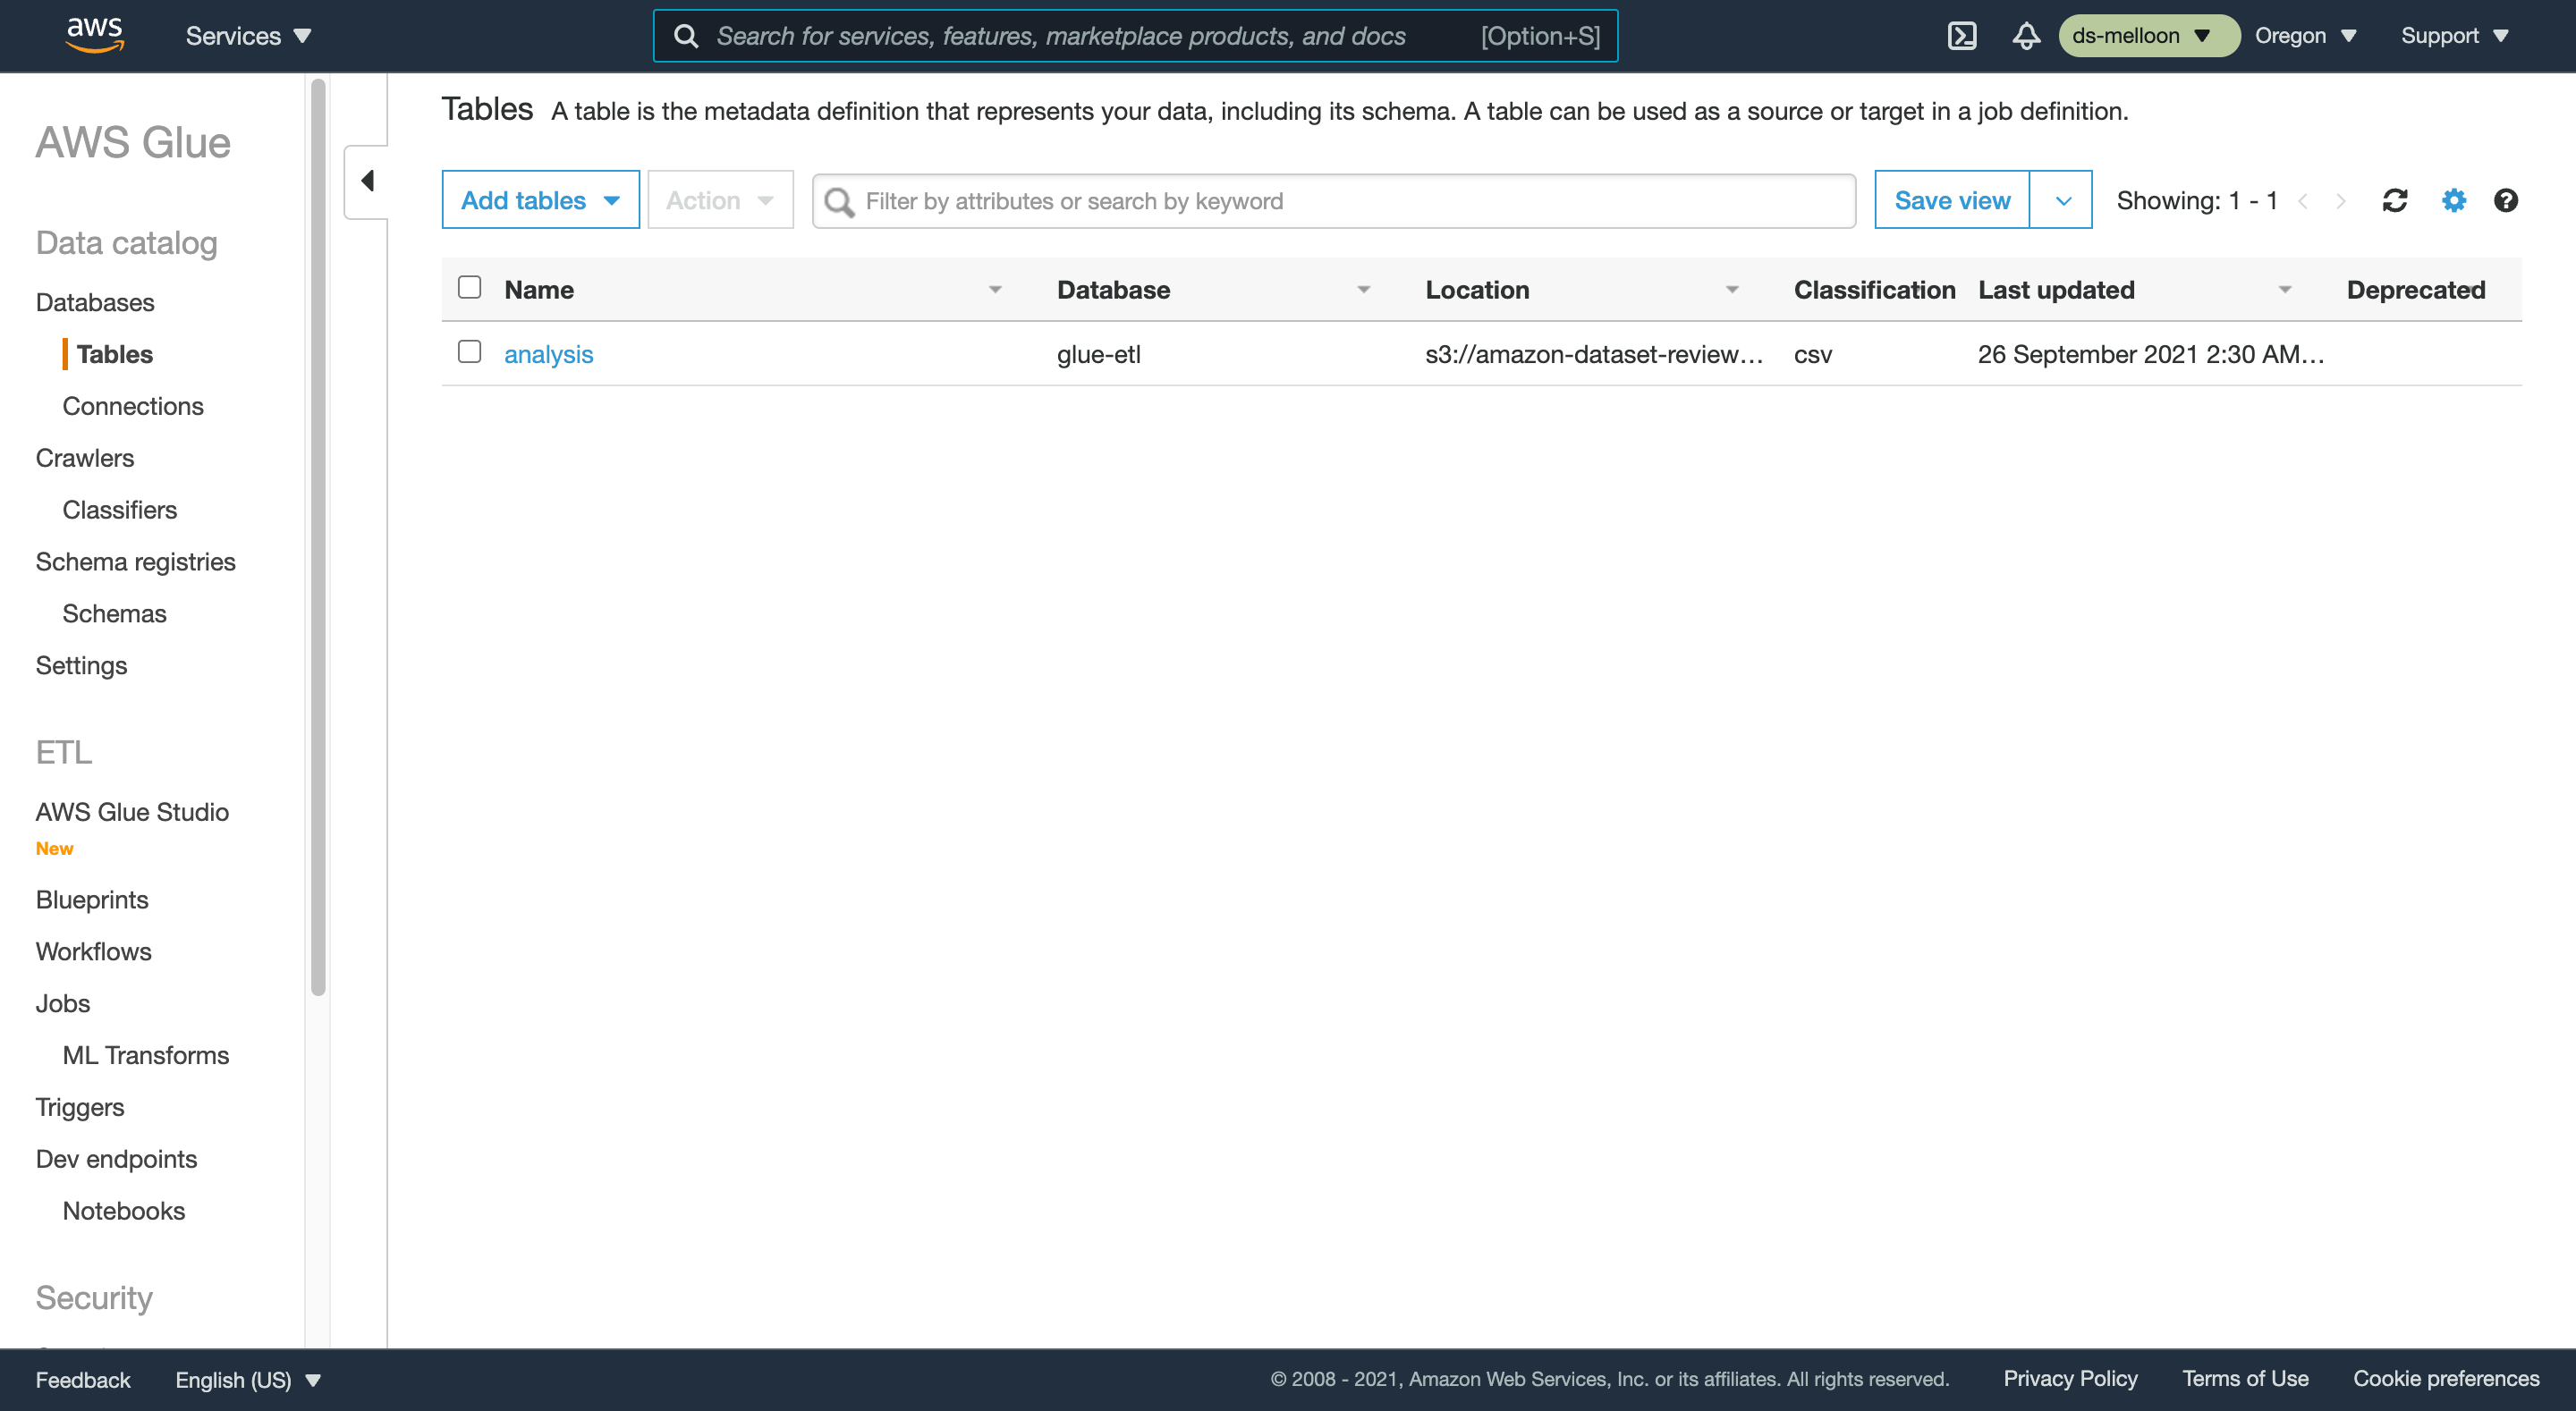 aws Services Search for services, features, marketplace products, and docs [Option+S] ds-melloon Oregon Support
AWS Glue
Data catalog
Databases
Tables
Connections
Crawlers
Classifiers
Schema registries
Schemas
Settings
ETL
AWS Glue Studio
New
Blueprints
Workflows
Jobs
ML Transforms
Triggers
Dev endpoints
Notebooks
Security
Tables A table is the metadata definition that represents your data, including its schema. A table can be used as a source or target in a job definition.
Add tables Action Filter by attributes or search by keyword Save view Showing: 1 - 1
Name Database Location Classification Last updated Deprecated
analysis glue-etl s3://amazon-dataset-review... csv 26 September 2021 2:30 AM...
Feedback English (US) © 2008 - 2021, Amazon Web Services, Inc. or its affiliates. All rights reserved. Privacy Policy Terms of Use Cookie preferences